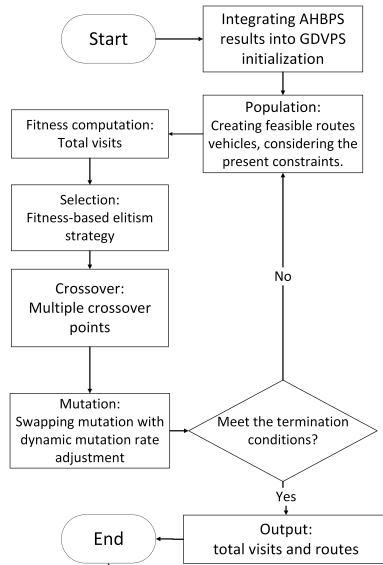 Start
Integrating AHBPS
results into GDVPS
initialization
Population:
Creating feasible routes
vehicles, considering the
present constraints.
Fitness computation:
Total visits
Selection:
Fitness-based elitism
strategy
Crossover:
Multiple crossover
points
No
Mutation:
Swapping mutation with
dynamic mutation rate
adjustment
Meet the termination
conditions?
Yes
Output:
total visits and routes
End